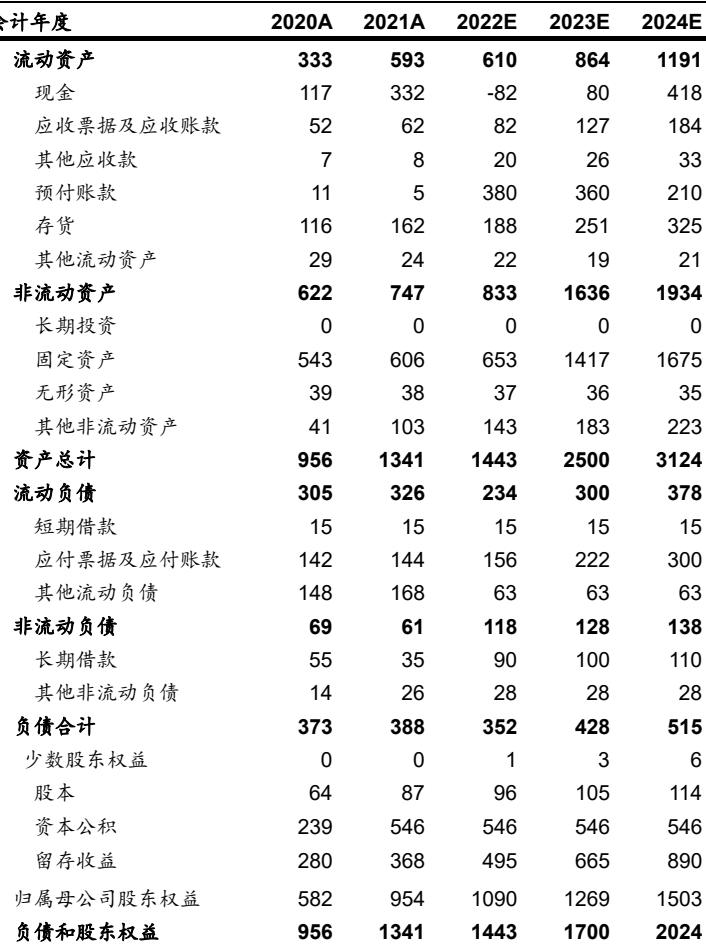 会计年度 2020A 2021A 2022E 2023E 2024E
流动资产 333 593 610 864 1191
现金 117 332 -82 80 418
应收票据及应收账款 52 62 82 127 184
其他应收款 7 8 20 26 33
预付账款 11 5 380 360 210
存货 116 162 188 251 325
其他流动资产 29 24 22 19 21
非流动资产 622 747 833 1636 1934
长期投资 0 0 0 0 0
固定资产 543 606 653 1417 1675
无形资产 39 38 37 36 35
其他非流动资产 41 103 143 183 223
资产总计 956 1341 1443 2500 3124
流动负债 305 326 234 300 378
短期借款 15 15 15 15 15
应付票据及应付账款 142 144 156 222 300
其他流动负债 148 168 63 63 63
非流动负债 69 61 118 128 138
长期借款 55 35 90 100 110
其他非流动负债 14 26 28 28 28
负债合计 373 388 352 428 515
少数股东权益 0 0 1 3 6
股本 64 87 96 105 114
资本公积 239 546 546 546 546
留存收益 280 368 495 665 890
归属母公司股东权益 582 954 1090 1269 1503
负债和股东权益 956 1341 1443 1700 2024